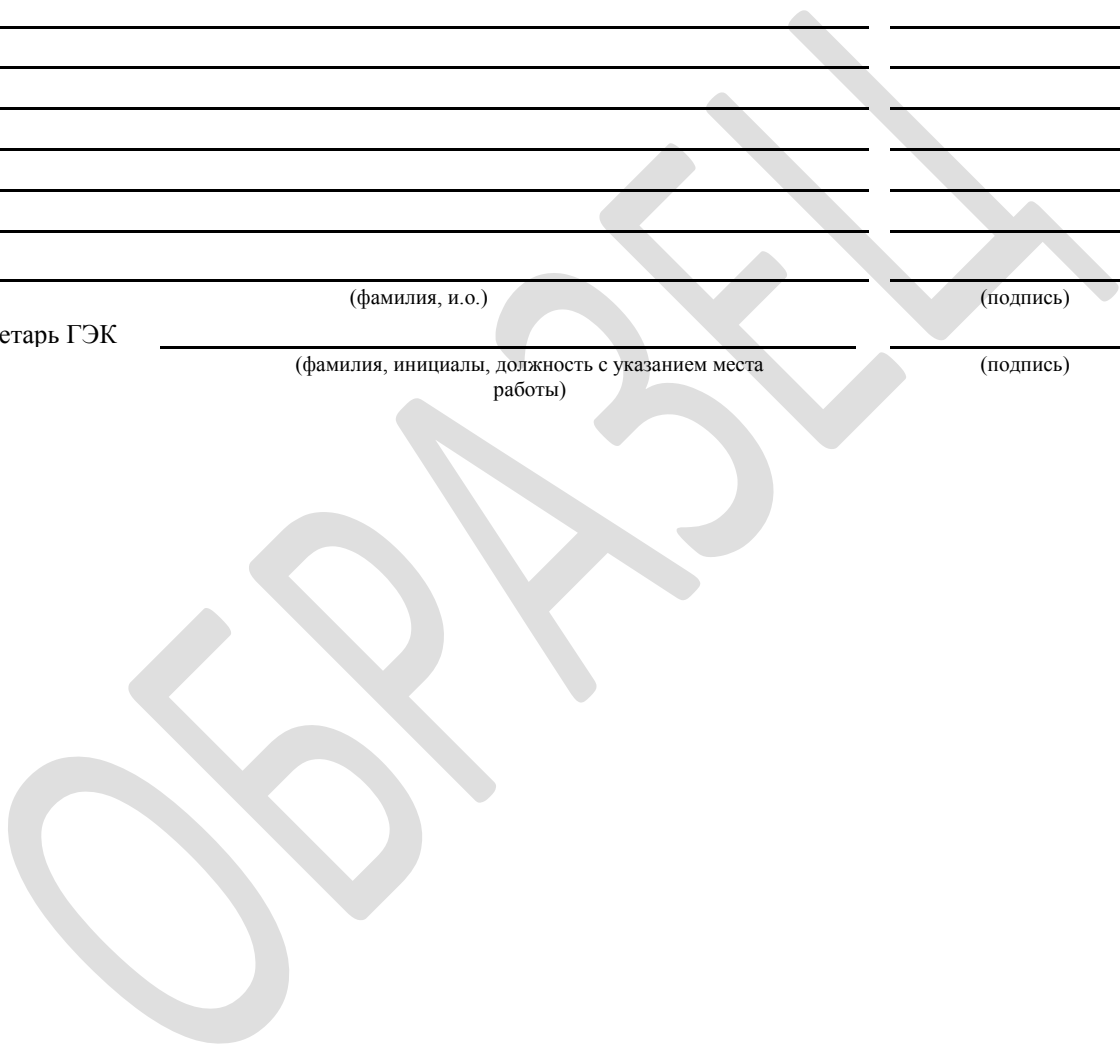 (фамилия, и.о.) (подпись)
етарь ГЭК
(фамилия, инициалы, должность с указанием места (подпись)
работы)
ОБРАЗЕЦ